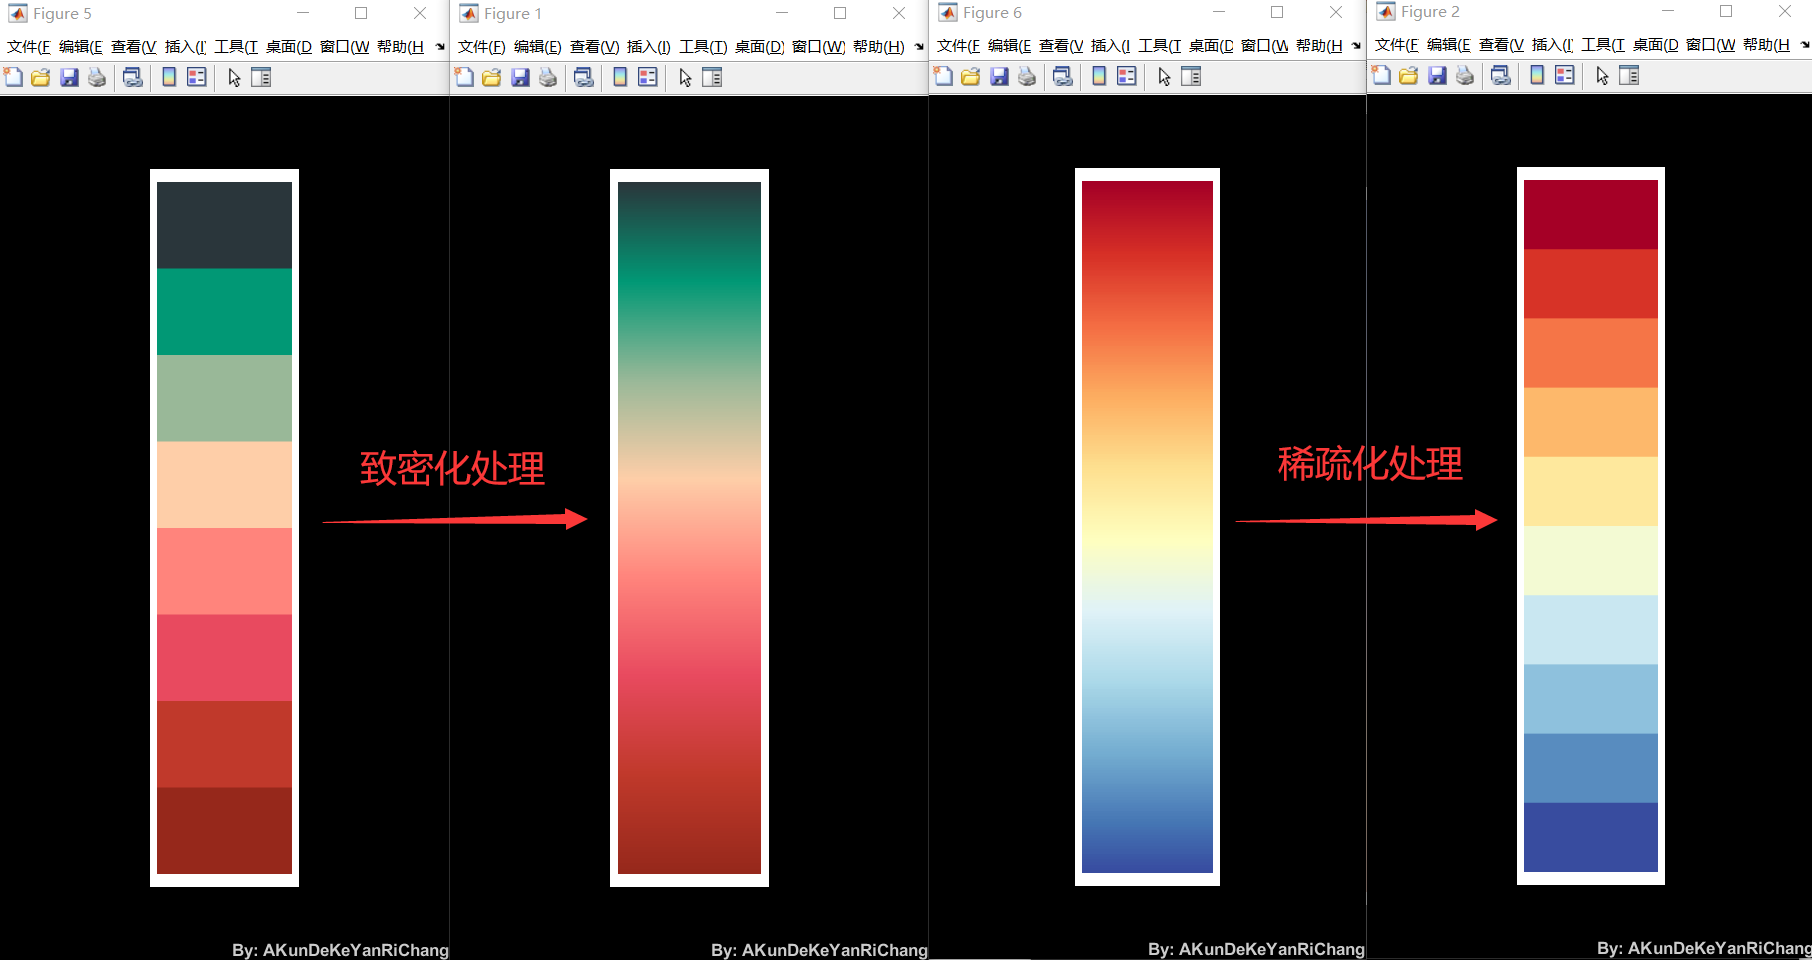 Figure 5
文件(F 编辑(E 查看(V 插入(I) 工具(T 桌面(D 窗口(W 帮助(H
Figure 1
文件(F) 编辑(E) 查看(V) 插入(I) 工具(T) 桌面(D) 窗口(W) 帮助(H)
Figure 6
文件(F 编辑(E 查看(V 插入(I 工具(T 桌面(D 窗口(W 帮助(H
Figure 2
文件(F 编辑(E 查看(V 插入(I) 工具(T 桌面(D 窗口(W 帮助(H
致密化处理
稀疏化处理
By: AKunDeKeYanRiChang
By: AKunDeKeYanRiChang
By: AKunDeKeYanRiChang
By: AKunDeKeYanRiChang